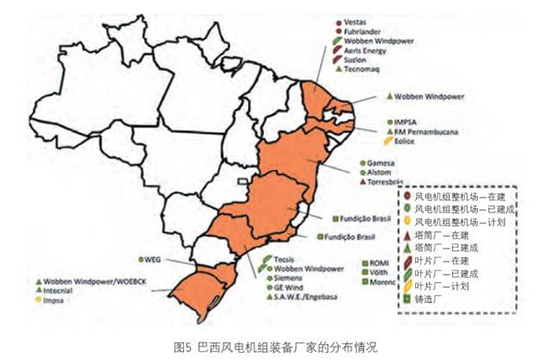 Vestas
Fuhrlander
Wobben Windpower
Aeris Energy
Suzlon
Tecnomaq
Wobben Windpower
IMPSA
RM Pernambucana
Eolice
Gamesa
Alstom
Torresbrás
Fundição Brasil
Fundição Brasil
ROMI
Voith
WEG
Tecsis
Wobben Windpower
Siemens
GE Wind
S.A.W.E./Engebasa
Wobben Windpower/WOEBCK
Intecnial
Impsa
风电机组整机场—在建
风电机组整机场—已建成
风电机组整机场—计划
塔筒厂—在建
塔筒厂—已建成
叶片厂—在建
叶片厂—已建成
叶片厂—计划
铸造厂
图5 巴西风电机组装备厂家的分布情况